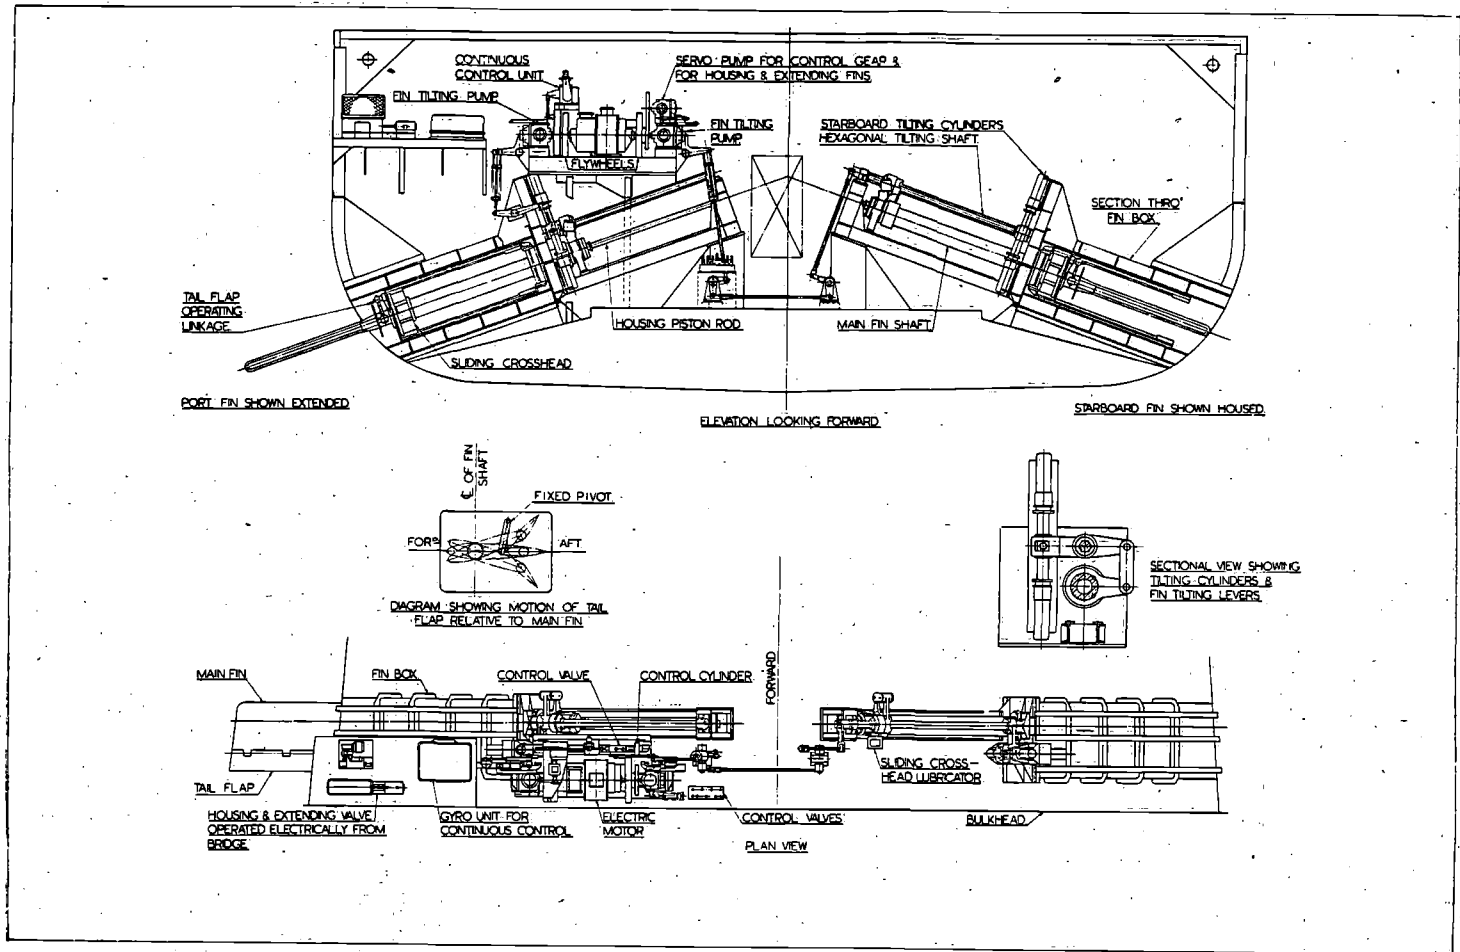 CONTINUOUS
CONTROL UNIT
SERVO PUMP FOR CONTROL GEAR &
FOR HOUSING & EXTENDING FINS
FIN TILTING PUMP
FIN TILTING
PUMP
STARBOARD TILTING CYLINDERS
HEXAGONAL TILTING SHAFT
FLYWHEELS
SECTION THRO'
FIN BOX
TAIL FLAP
OPERATING
LINKAGE
HOUSING PISTON ROD
MAIN FIN SHAFT
SLIDING CROSSHEAD
PORT FIN SHOWN EXTENDED
ELEVATION LOOKING FORWARD
STARBOARD FIN SHOWN HOUSED
℄ OF FIN
SHAFT
FIXED PIVOT
FORD
AFT
DIAGRAM SHOWING MOTION OF TAIL
FLAP RELATIVE TO MAIN FIN
SECTIONAL VIEW SHOWING
TILTING CYLINDERS &
FIN TILTING LEVERS
MAIN FIN
FIN BOX
CONTROL VALVE
CONTROL CYLINDER
FORWARD
SLIDING CROSS-
HEAD LUBRICATOR
TAIL FLAP
HOUSING & EXTENDING VALVE
OPERATED ELECTRICALLY FROM
BRIDGE
GYRO UNIT FOR
CONTINUOUS CONTROL
ELECTRIC
MOTOR
CONTROL VALVES
BULKHEAD
PLAN VIEW